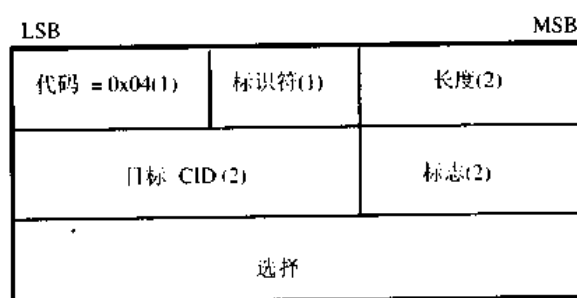 LSB MSB
代码 =0x04(1) 标识符(1) 长度(2)
目标 CID(2) 标志(2)
选择